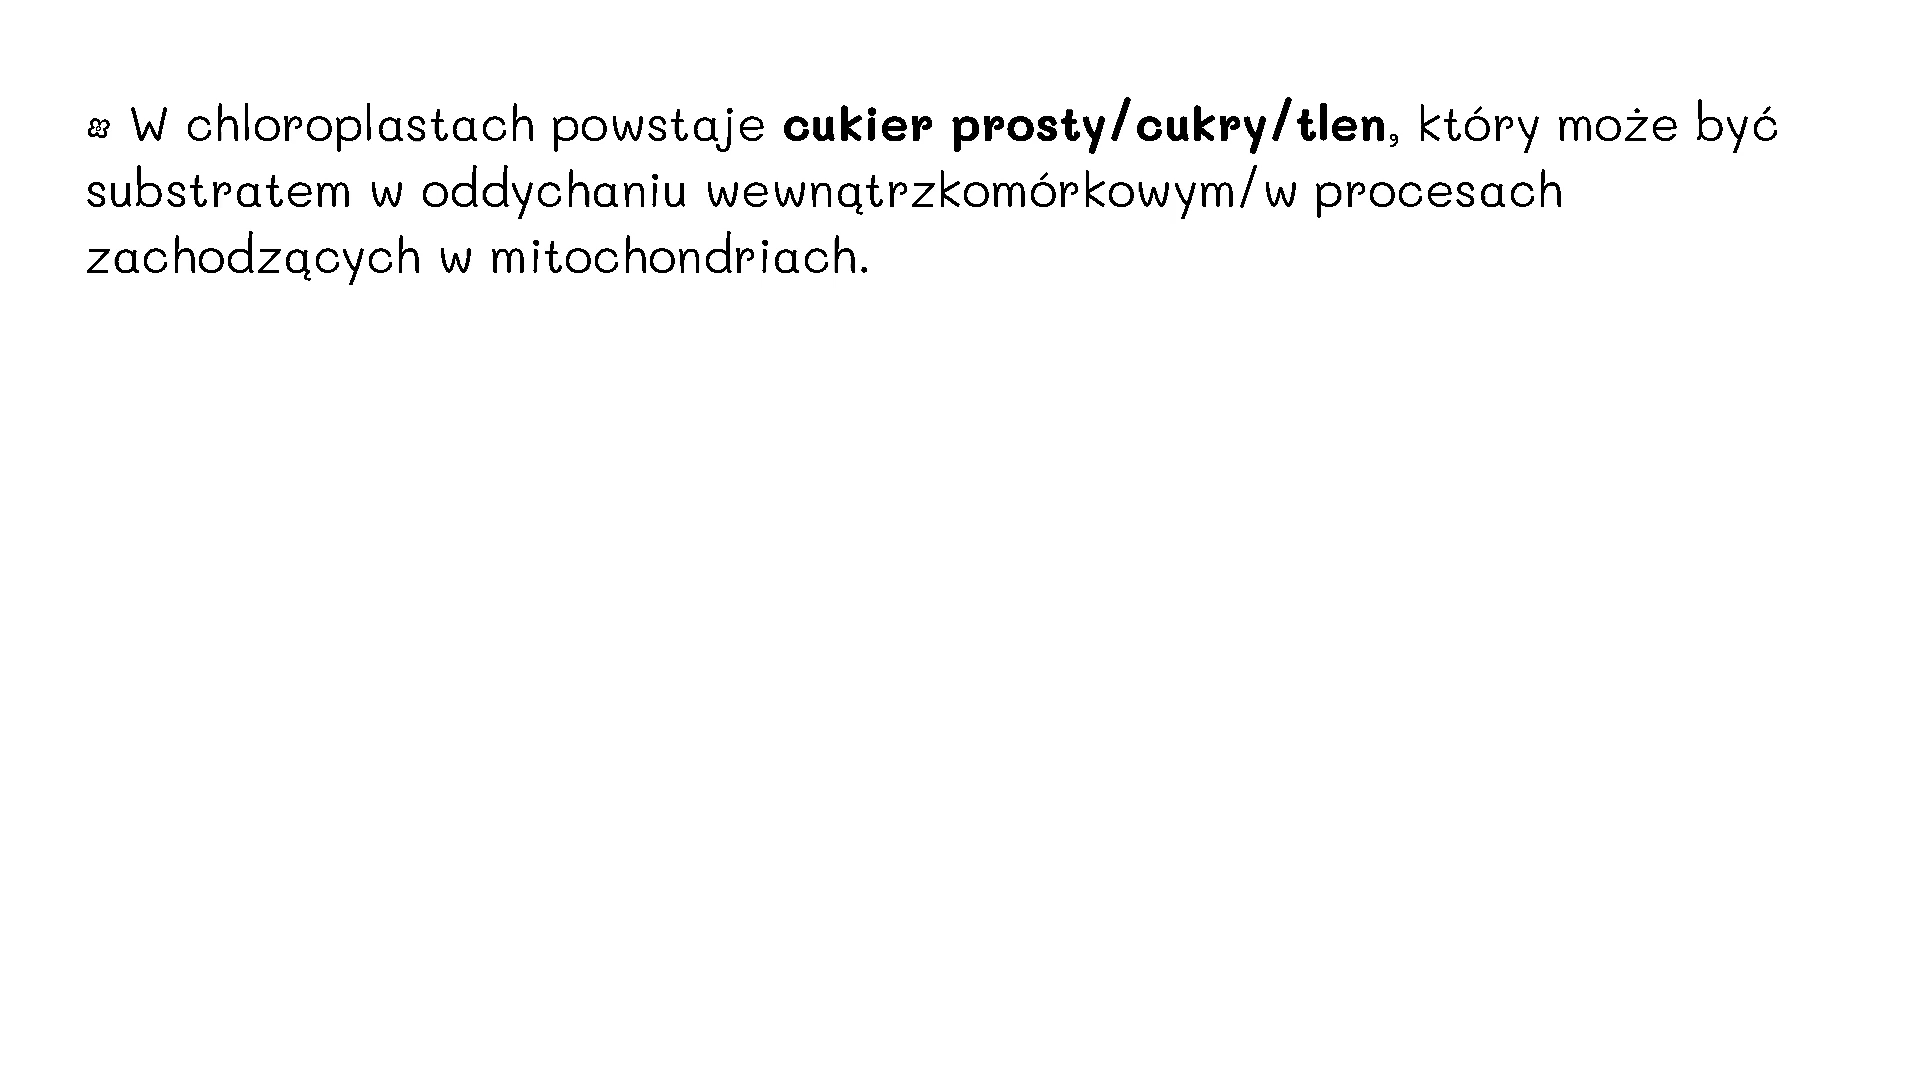 W chloroplastach powstaje cukier prosty/cukry/tlen, który może być
substratem w oddychaniu wewnątrzkomórkowym/w procesach
zachodzących w mitochondriach.